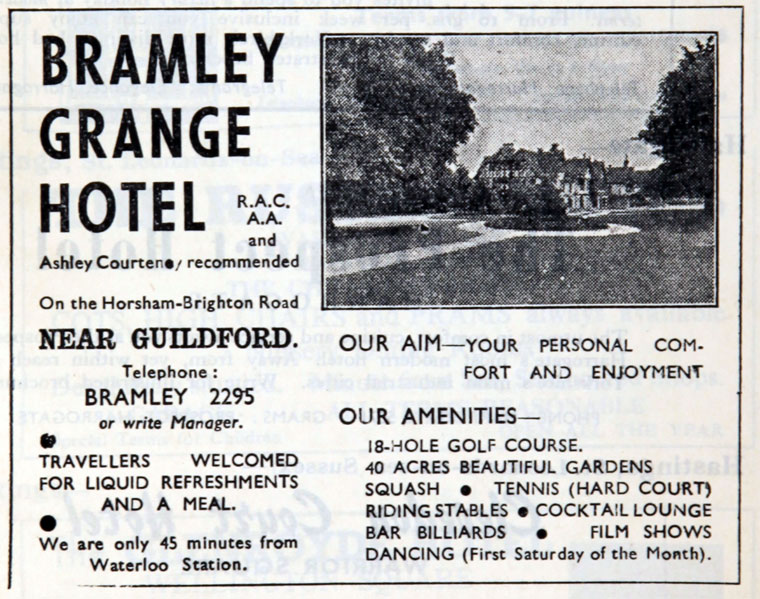 BRAMLEY
GRANGE
HOTEL
R.A.C.
A.A.
and
Ashley Courtenay recommended
On the Horsham-Brighton Road
NEAR GUILDFORD.
Telephone :
BRAMLEY 2295
or write Manager.
TRAVELLERS WELCOMED
FOR LIQUID REFRESHMENTS
AND A MEAL.
We are only 45 minutes from
Waterloo Station.
OUR AIM—YOUR PERSONAL COM-
FORT AND ENJOYMENT
OUR AMENITIES—
18-HOLE GOLF COURSE.
40 ACRES BEAUTIFUL GARDENS
SQUASH ● TENNIS (HARD COURT)
RIDING STABLES ● COCKTAIL LOUNGE
BAR BILLIARDS ● FILM SHOWS
DANCING (First Saturday of the Month).